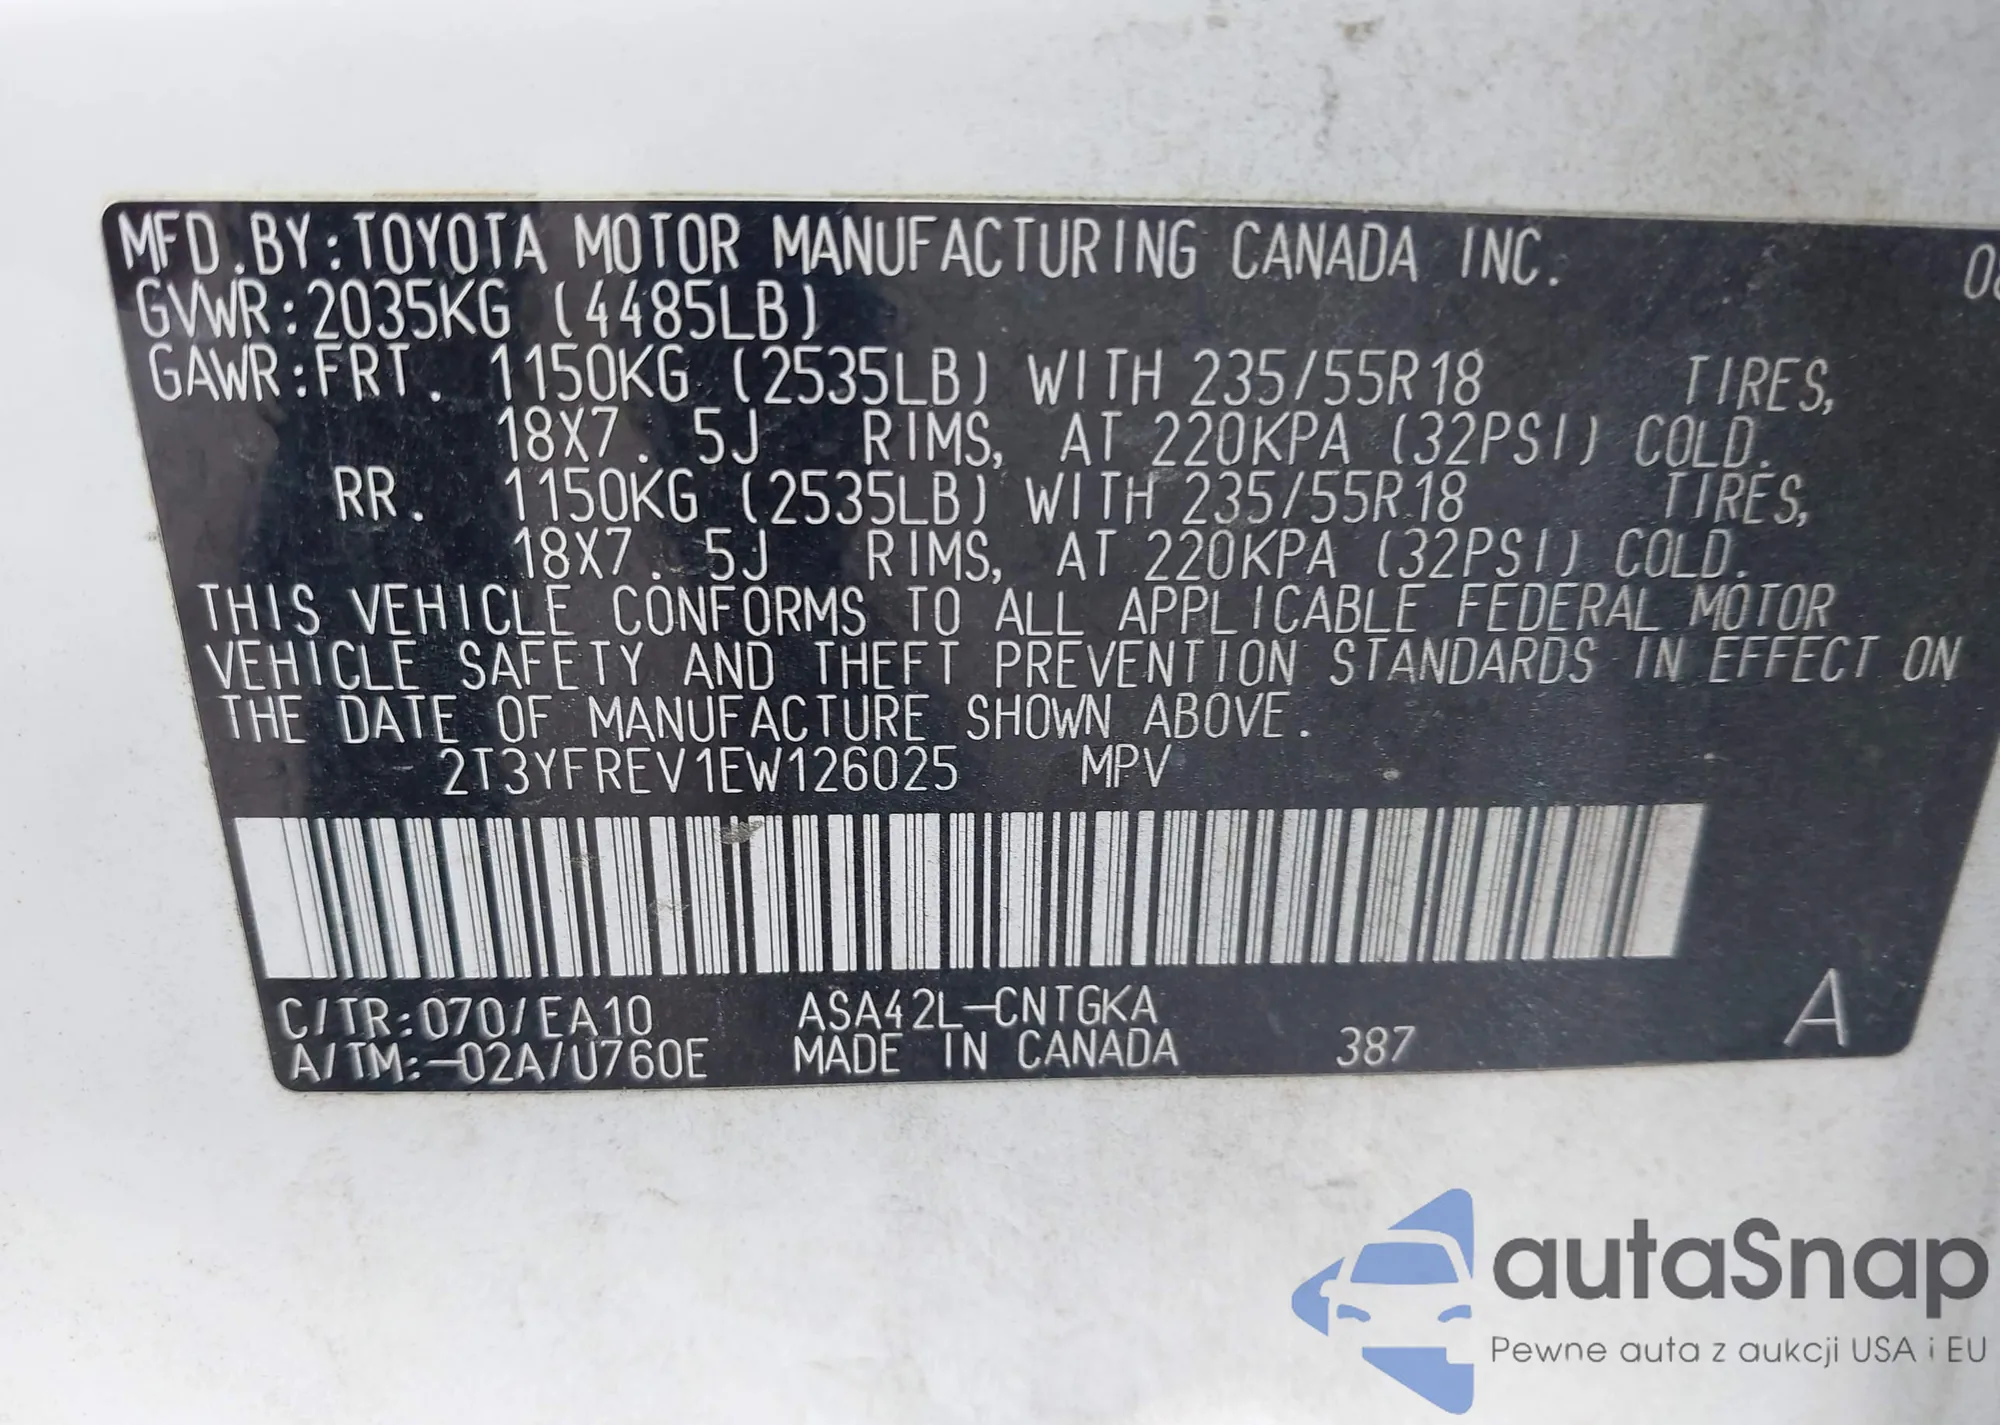 MFD.BY:TOYOTA MOTOR MANUFACTURING CANADA INC.
GVWR:2035KG (4485LB)
GAWR:FRT. 1150KG (2535LB) WITH 235/55R18 TIRES,
18X7.5J RIMS, AT 220KPA (32PSI) COLD.
RR. 1150KG (2535LB) WITH 235/55R18 TIRES,
18X7.5J RIMS, AT 220KPA (32PSI) COLD.
THIS VEHICLE CONFORMS TO ALL APPLICABLE FEDERAL MOTOR
VEHICLE SAFETY AND THEFT PREVENTION STANDARDS IN EFFECT ON
THE DATE OF MANUFACTURE SHOWN ABOVE.
2T3YFREV1EW126025 MPV
C/TR:070/EA10 ASA42L-CNTGKA
A/TM:-02A/U760E MADE IN CANADA 387 A
autaSnap
Pewne auta z aukcji USA i EU